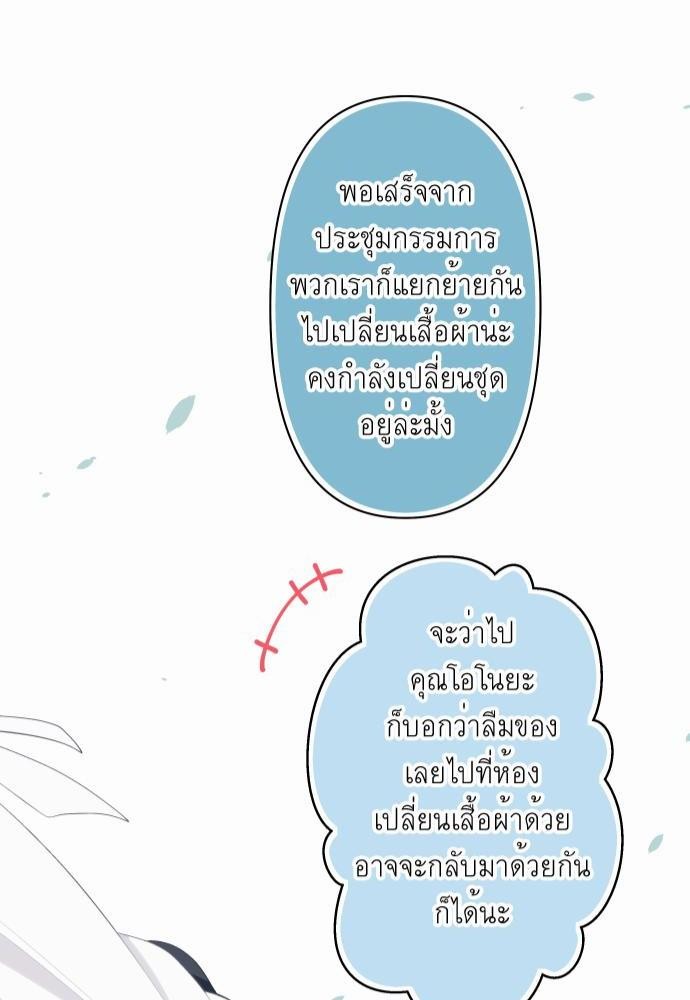 พอเสร็จจาก
ประชุมกรรมการ
พวกเราก็แยกย้ายกัน
ไปเปลี่ยนเสื้อผ้าน่ะ
คงกำลังเปลี่ยนชุด
อยู่ล่ะมั้ง
จะว่าไป
คุณโอโนยะ
ก็บอกว่าลืมของ
เลยไปที่ห้อง
เปลี่ยนเสื้อผ้าด้วย
อาจจะกลับมาด้วยกัน
ก็ได้นะ